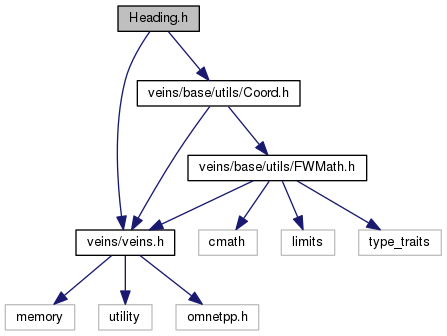 Heading.h
veins/base/utils/Coord.h
veins/base/utils/FWMath.h
veins/veins.h
cmath
limits
type_traits
memory
utility
omnetpp.h